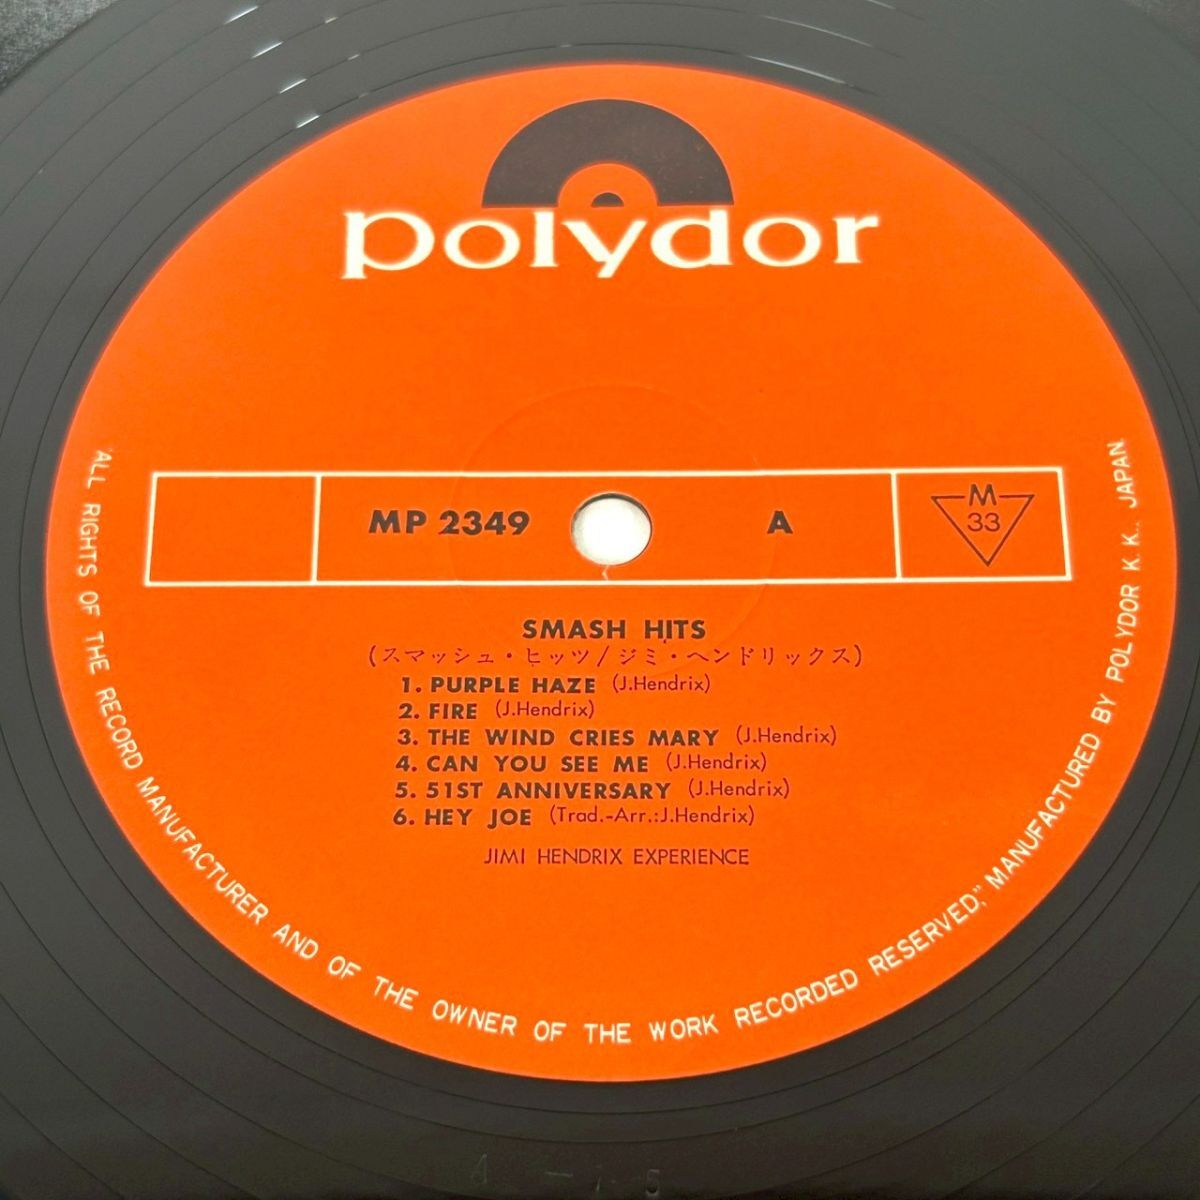 polydor
MP 2349
A
M
33
SMASH HITS
(スマッシュ・ヒッツ/ジミ・ヘンドリックス)
1. PURPLE HAZE (J.Hendrix)
2. FIRE (J.Hendrix)
3. THE WIND CRIES MARY (J.Hendrix)
4. CAN YOU SEE ME (J.Hendrix)
5. 51ST ANNIVERSARY (J.Hendrix)
6. HEY JOE (Trad.-Arr.:J.Hendrix)
JIMI HENDRIX EXPERIENCE
"ALL RIGHTS OF THE RECORD MANUFACTURER AND OF THE OWNER OF THE WORK RECORDED RESERVED," MANUFACTURED BY POLYDOR K.K., JAPAN